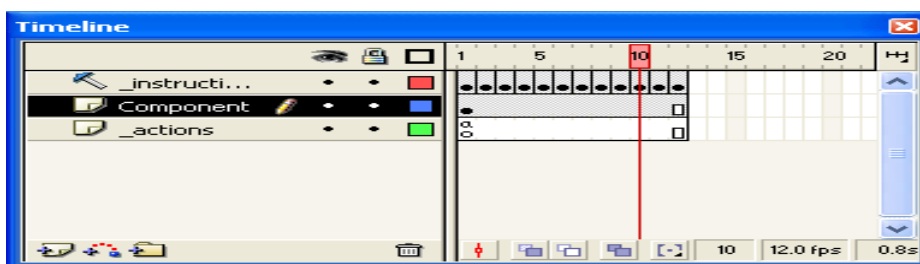 Timeline
1 5 10 15 20
_instructi...
Component
_actions
a
10 12.0 fps 0.8s